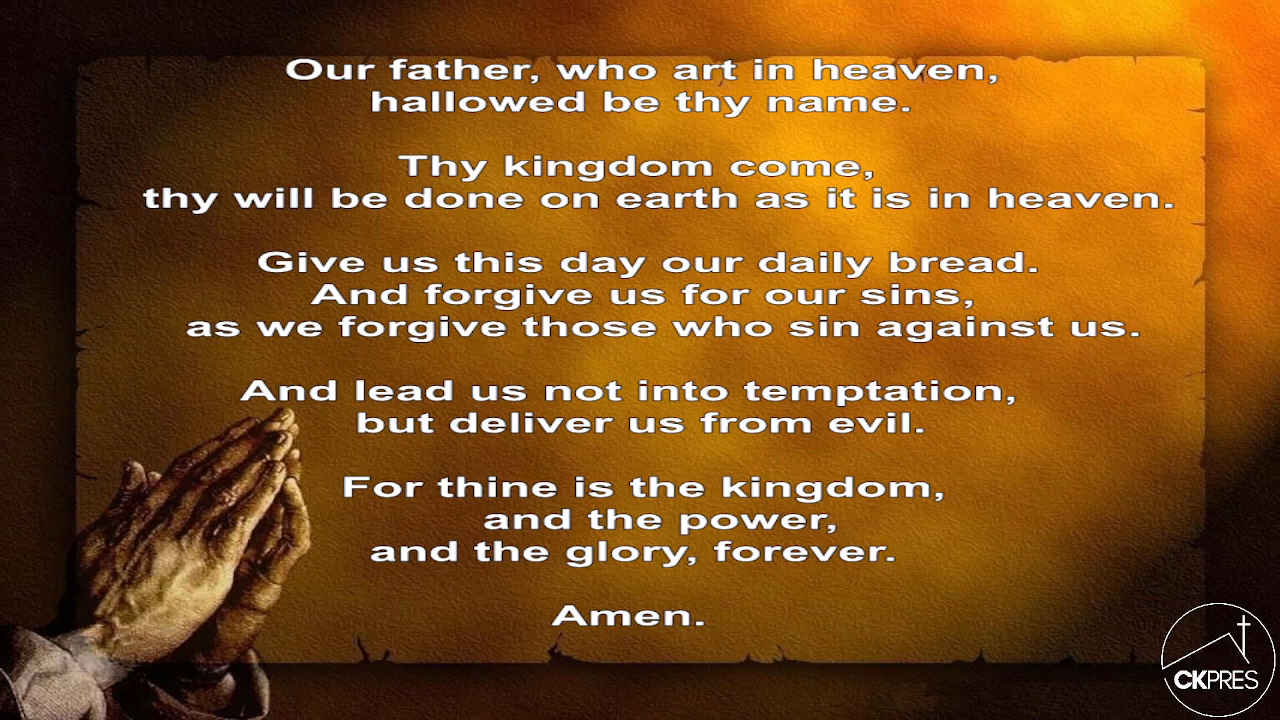 Our father, who art in heaven,
hallowed be thy name.
Thy kingdom come,
thy will be done on earth as it is in heaven.
Give us this day our daily bread.
And forgive us for our sins,
as we forgive those who sin against us.
And lead us not into temptation,
but deliver us from evil.
For thine is the kingdom,
and the power,
and the glory, forever.
Amen.
CKPRES